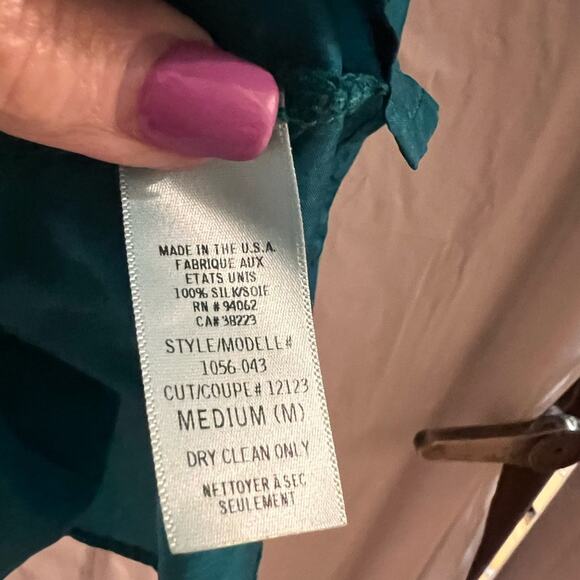 MADE IN THE U.S.A.
FABRIQUE AUX
ETATS UNIS
100% SILK/SOIE
RN # 94062
CA# 38223
STYLE/MODELE#
1056-043
CUT/COUPE# 12123
MEDIUM (M)
DRY CLEAN ONLY
NETTOYER À SEC
SEULEMENT